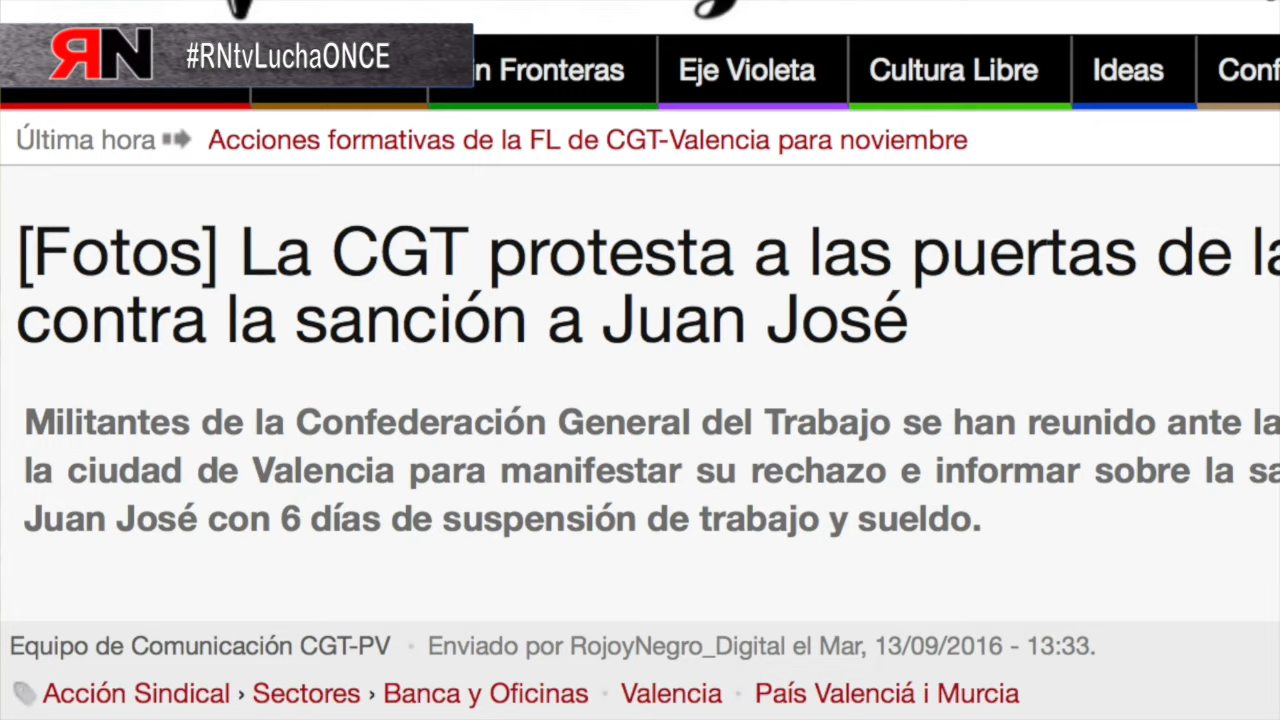 RN #RNtvLuchaONCE
n Fronteras Eje Violeta Cultura Libre Ideas Conf
Última hora Acciones formativas de la FL de CGT-Valencia para noviembre
[Fotos] La CGT protesta a las puertas de la
contra la sanción a Juan José
Militantes de la Confederación General del Trabajo se han reunido ante la
la ciudad de Valencia para manifestar su rechazo e informar sobre la sa
Juan José con 6 días de suspensión de trabajo y sueldo.
Equipo de Comunicación CGT-PV · Enviado por RojoyNegro_Digital el Mar, 13/09/2016 - 13:33.
Acción Sindical › Sectores › Banca y Oficinas · Valencia · País Valenciá i Murcia